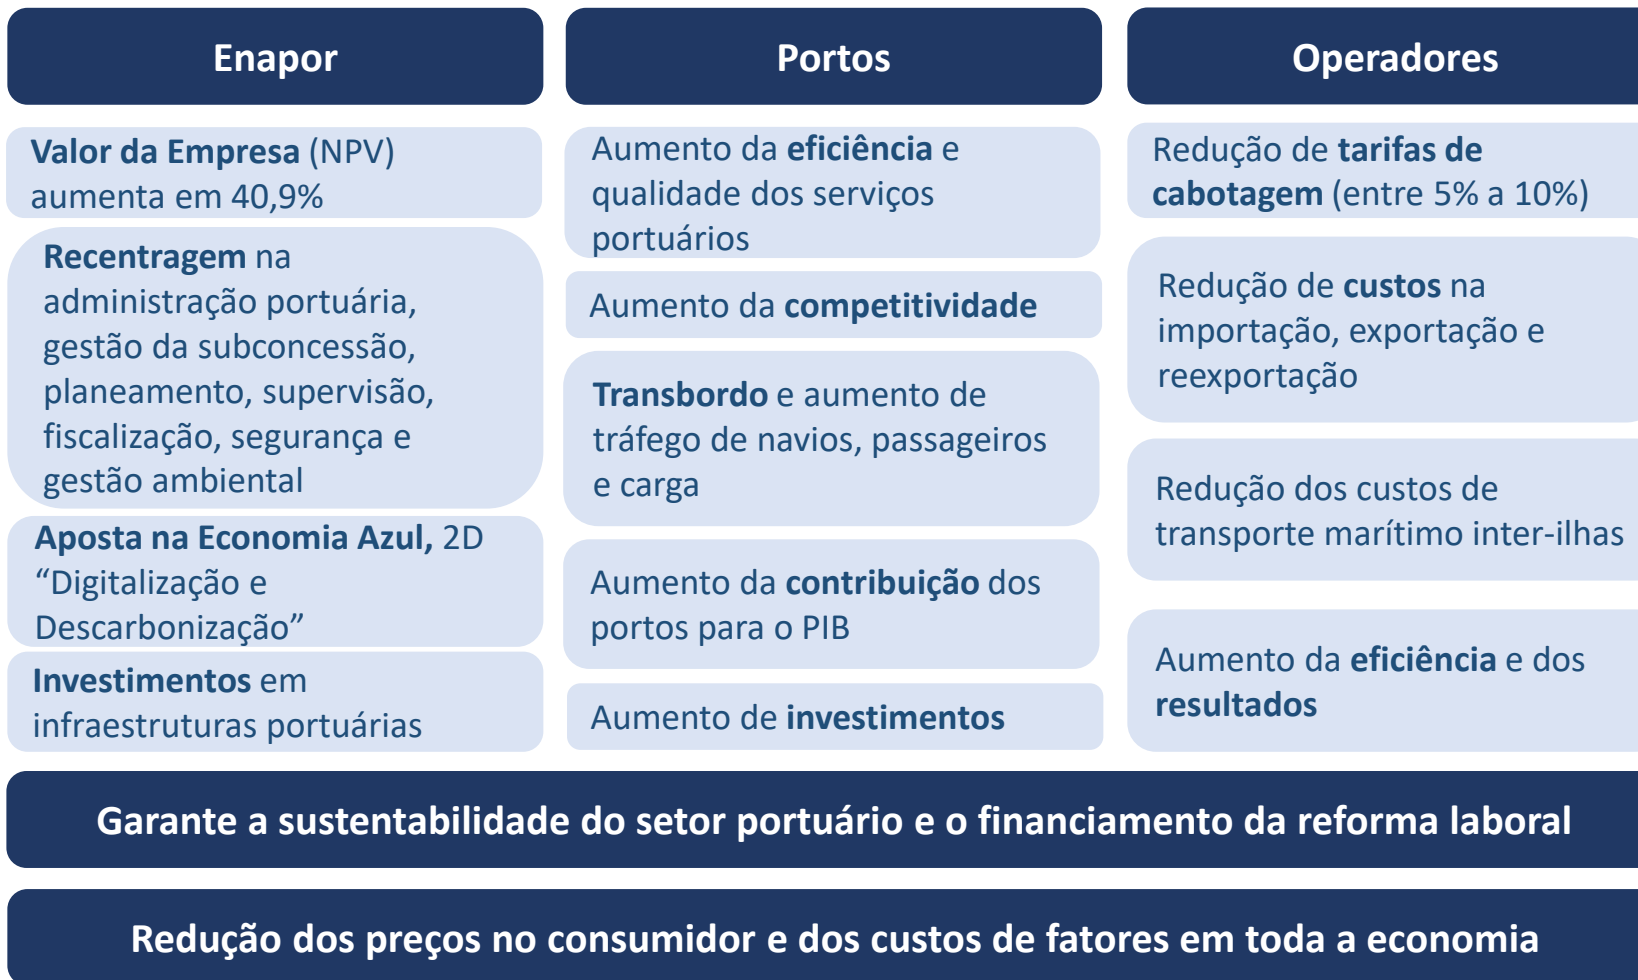 Enapor
Valor da Empresa (NPV)
aumenta em 40,9%
Recentragem na
administração portuária,
gestão da subconcessão,
planeamento, supervisão,
fiscalização, segurança e
gestão ambiental
Aposta na Economia Azul, 2D
“Digitalização e
Descarbonização”
Investimentos em
infraestruturas portuárias
Portos
Aumento da eficiência e
qualidade dos serviços
portuários
Aumento da competitividade
Transbordo e aumento de
tráfego de navios, passageiros
e carga
Aumento da contribuição dos
portos para o PIB
Aumento de investimentos
Operadores
Redução de tarifas de
cabotagem (entre 5% a 10%)
Redução de custos na
importação, exportação e
reexportação
Redução dos custos de
transporte marítimo inter-ilhas
Aumento da eficiência e dos
resultados
Garante a sustentabilidade do setor portuário e o financiamento da reforma laboral
Redução dos preços no consumidor e dos custos de fatores em toda a economia